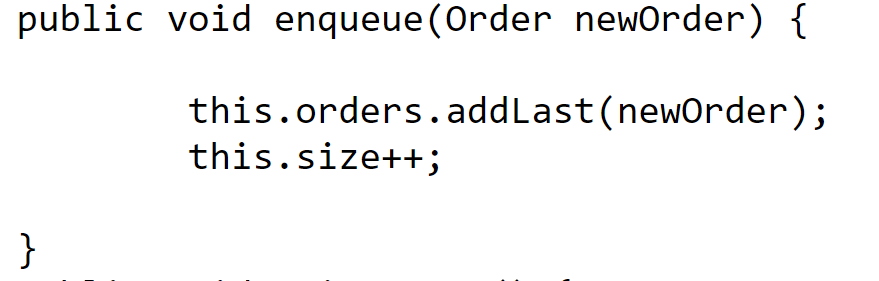 public void enqueue(Order newOrder) {
this.orders.addLast(newOrder);
this.size++;
}